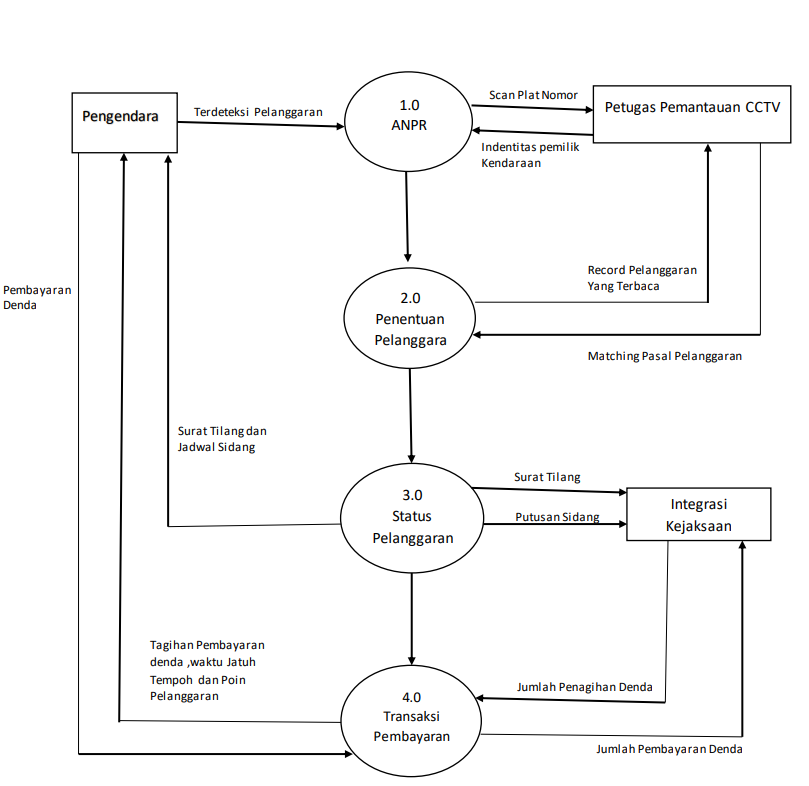 Pengendara
Terdeteksi Pelanggaran
1.0
ANPR
Scan Plat Nomor
Petugas Pemantauan CCTV
Indentitas pemilik
Kendaraan
Pembayaran
Denda
2.0
Penentuan
Pelanggara
Record Pelanggaran
Yang Terbaca
Matching Pasal Pelanggaran
Surat Tilang dan
Jadwal Sidang
3.0
Status
Pelanggaran
Surat Tilang
Putusan Sidang
Integrasi
Kejaksaan
Tagihan Pembayaran
denda ,waktu Jatuh
Tempoh dan Poin
Pelanggaran
4.0
Transaksi
Pembayaran
Jumlah Penagihan Denda
Jumlah Pembayaran Denda